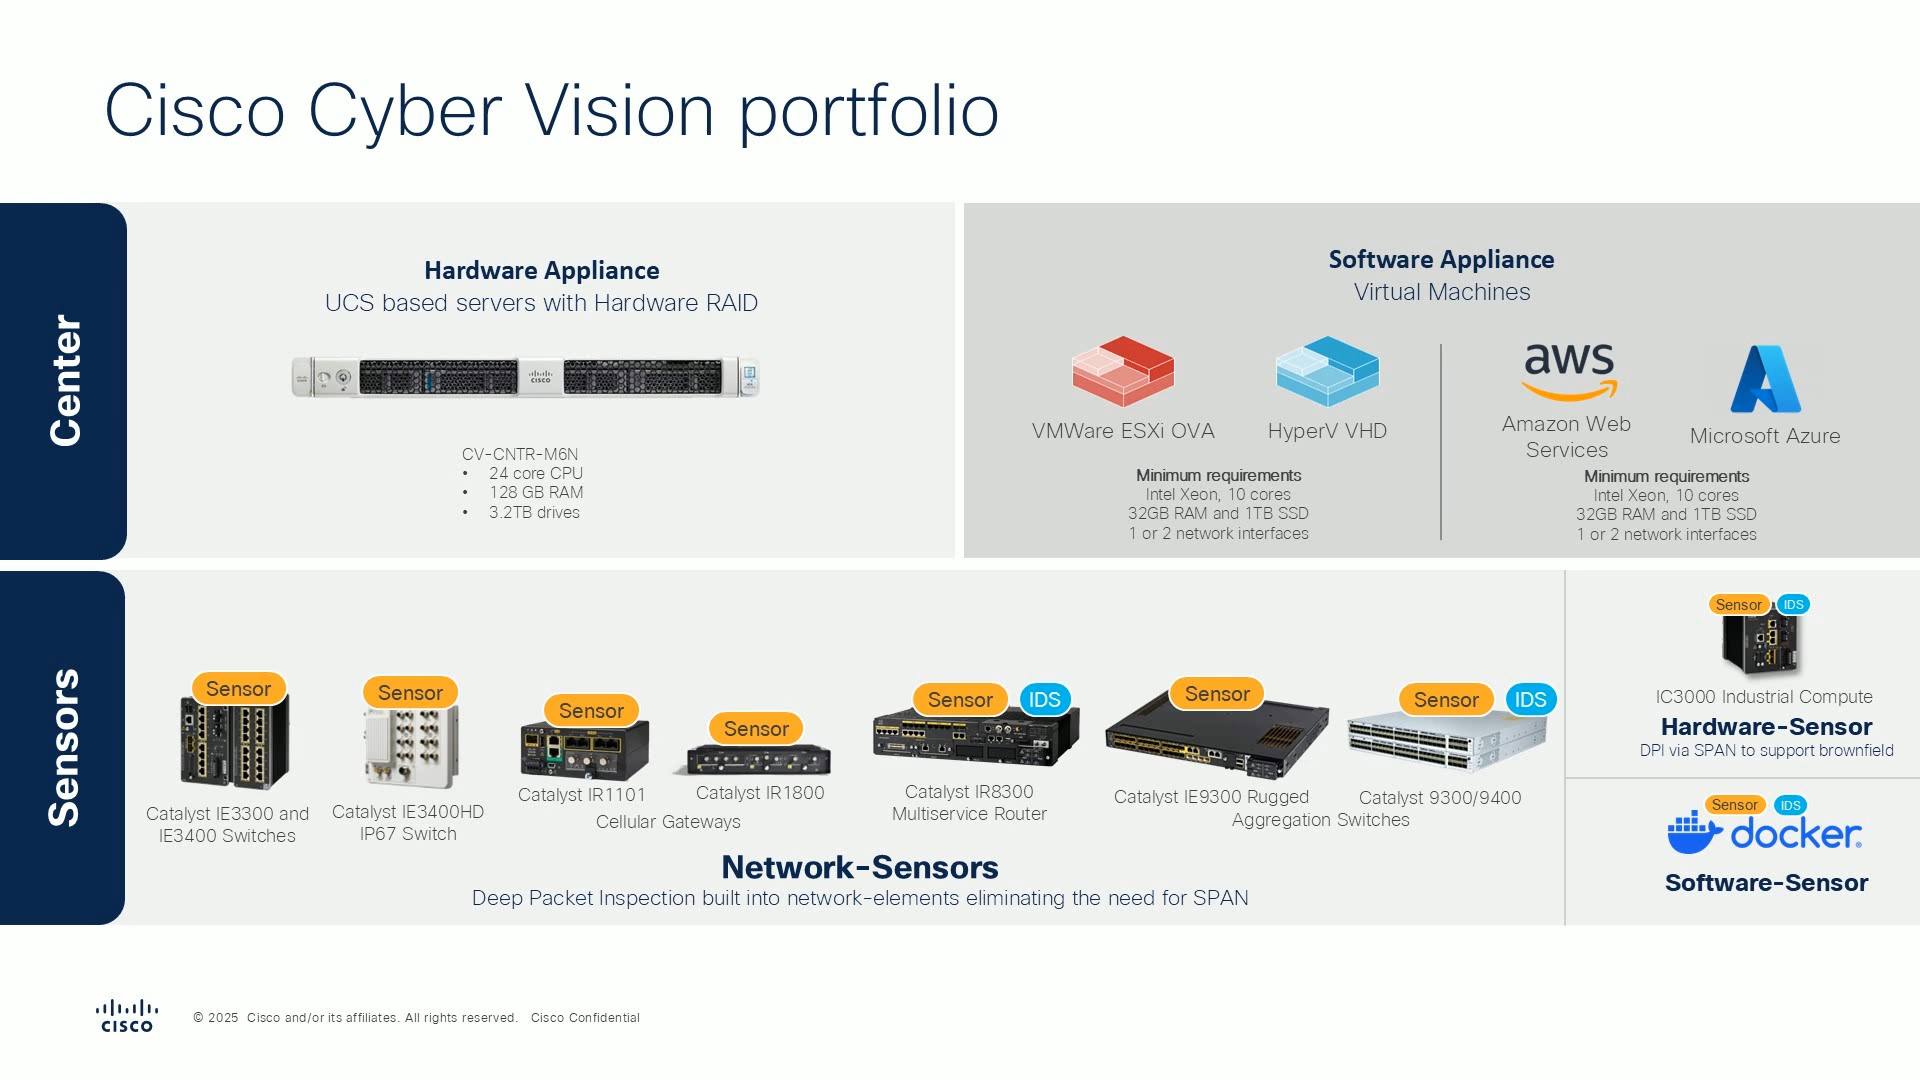 Cisco Cyber Vision portfolio
Center
Hardware Appliance
UCS based servers with Hardware RAID
CISCO
CV-CNTR-M6N
• 24 core CPU
• 128 GB RAM
• 3.2TB drives
Software Appliance
Virtual Machines
VMWare ESXi OVA
HyperV VHD
Minimum requirements
Intel Xeon, 10 cores
32GB RAM and 1TB SSD
1 or 2 network interfaces
aws
Amazon Web
Services
Microsoft Azure
Minimum requirements
Intel Xeon, 10 cores
32GB RAM and 1TB SSD
1 or 2 network interfaces
Sensors
Sensor
Catalyst IE3300 and
IE3400 Switches
Sensor
Catalyst IE3400HD
IP67 Switch
Sensor
Catalyst IR1101
Sensor
Catalyst IR1800
Cellular Gateways
Sensor IDS
Catalyst IR8300
Multiservice Router
Sensor
Catalyst IE9300 Rugged
Sensor IDS
Catalyst 9300/9400
Aggregation Switches
Network-Sensors
Deep Packet Inspection built into network-elements eliminating the need for SPAN
Sensor IDS
IC3000 Industrial Compute
Hardware-Sensor
DPI via SPAN to support brownfield
Sensor IDS
docker
Software-Sensor
CISCO
© 2025 Cisco and/or its affiliates. All rights reserved. Cisco Confidential